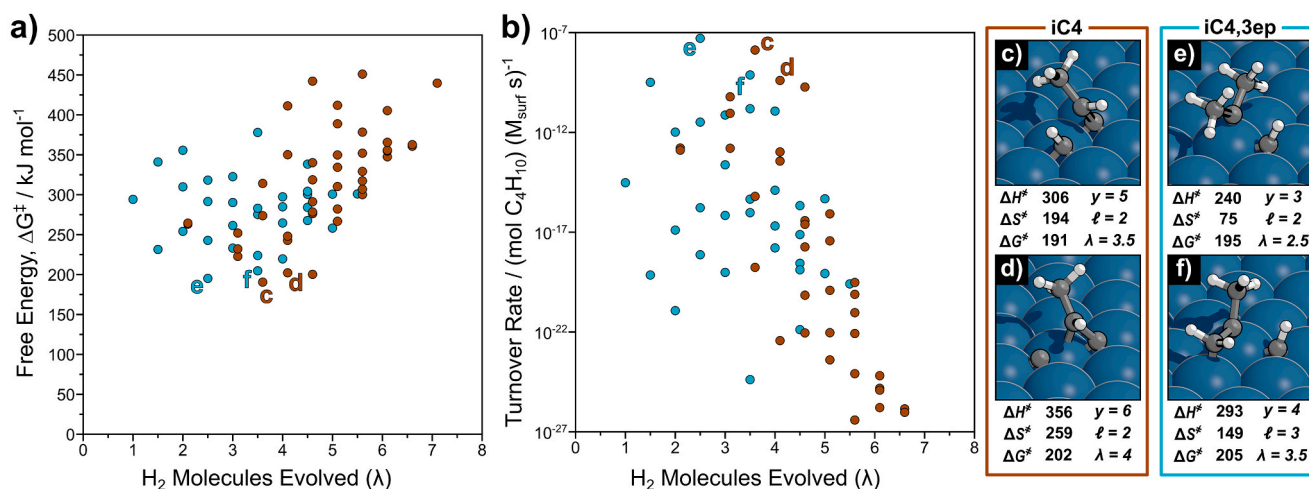 a)
500
450
400
350
300
250
200
150
100
50
0
Free Energy, ΔG‡ / kJ mol⁻¹
e
f
c
d
0 1 2 3 4 5 6 7 8
H₂ Molecules Evolved (λ)
b)
10⁻⁷
10⁻¹²
10⁻¹⁷
10⁻²²
10⁻²⁷
Turnover Rate / (mol C₄H₁₀) (M_surf s)⁻¹
e
f
c
d
0 1 2 3 4 5 6 7 8
H₂ Molecules Evolved (λ)
iC4
c)
ΔH‡ 306 y = 5
ΔS‡ 194 ℓ = 2
ΔG‡ 191 λ = 3.5
d)
ΔH‡ 356 y = 6
ΔS‡ 259 ℓ = 2
ΔG‡ 202 λ = 4
iC4,3ep
e)
ΔH‡ 240 y = 3
ΔS‡ 75 ℓ = 2
ΔG‡ 195 λ = 2.5
f)
ΔH‡ 293 y = 4
ΔS‡ 149 ℓ = 3
ΔG‡ 205 λ = 3.5